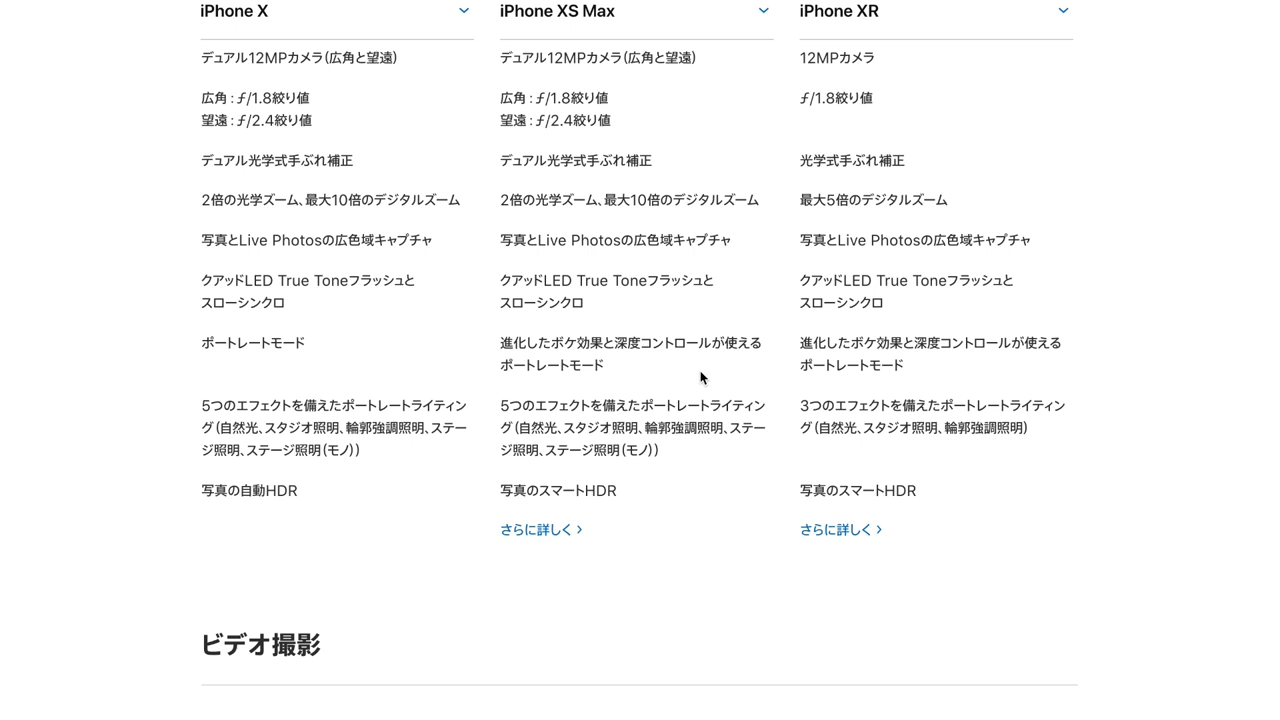 iPhone X
iPhone XS Max
iPhone XR
デュアル12MPカメラ（広角と望遠）
デュアル12MPカメラ（広角と望遠）
12MPカメラ
広角：ƒ/1.8絞り値
望遠：ƒ/2.4絞り値
広角：ƒ/1.8絞り値
望遠：ƒ/2.4絞り値
ƒ/1.8絞り値
デュアル光学式手ぶれ補正
デュアル光学式手ぶれ補正
光学式手ぶれ補正
2倍の光学ズーム、最大10倍のデジタルズーム
2倍の光学ズーム、最大10倍のデジタルズーム
最大5倍のデジタルズーム
写真とLive Photosの広色域キャプチャ
写真とLive Photosの広色域キャプチャ
写真とLive Photosの広色域キャプチャ
クアッドLED True Toneフラッシュと
スローシンクロ
クアッドLED True Toneフラッシュと
スローシンクロ
クアッドLED True Toneフラッシュと
スローシンクロ
ポートレートモード
進化したボケ効果と深度コントロールが使える
ポートレートモード
進化したボケ効果と深度コントロールが使える
ポートレートモード
5つのエフェクトを備えたポートレートライティン
グ（自然光、スタジオ照明、輪郭強調照明、ステー
ジ照明、ステージ照明（モノ））
5つのエフェクトを備えたポートレートライティン
グ（自然光、スタジオ照明、輪郭強調照明、ステー
ジ照明、ステージ照明（モノ））
3つのエフェクトを備えたポートレートライティン
グ（自然光、スタジオ照明、輪郭強調照明）
写真の自動HDR
写真のスマートHDR
写真のスマートHDR
さらに詳しく
さらに詳しく
ビデオ撮影